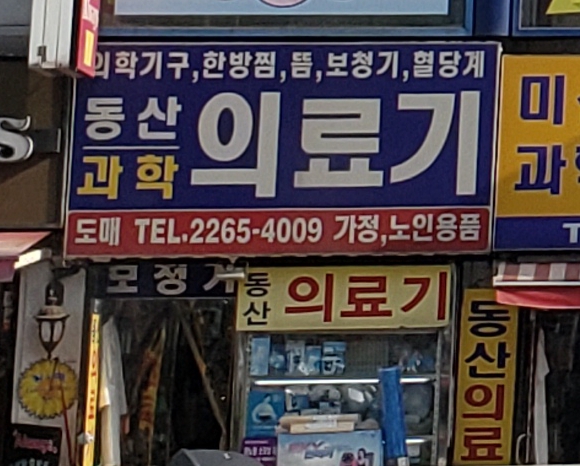 의학기구,한방찜,뜸,보청기,혈당계
동산
과학
의료기
도매 TEL.2265-4009 가정,노인용품
미
과학
동산
의료기
동산의료